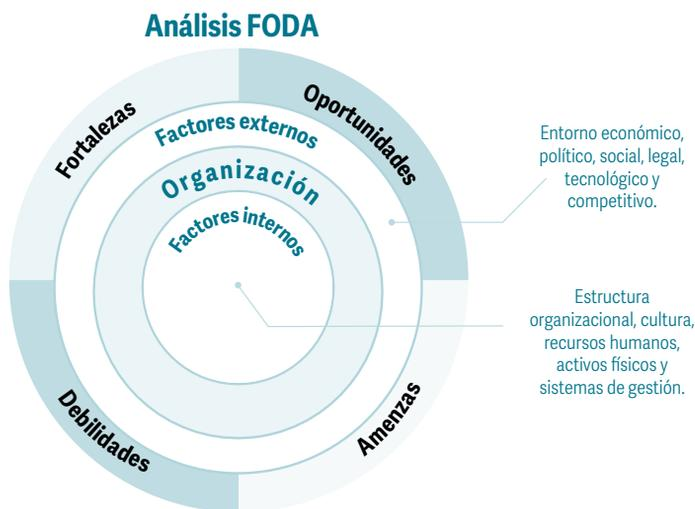 Análisis FODA
Fortalezas
Oportunidades
Factores externos
Organización
Factores internos
Entorno económico,
político, social, legal,
tecnológico y
competitivo.
Estructura
organizacional, cultura,
recursos humanos,
activos físicos y
sistemas de gestión.
Debilidades
Amenzas